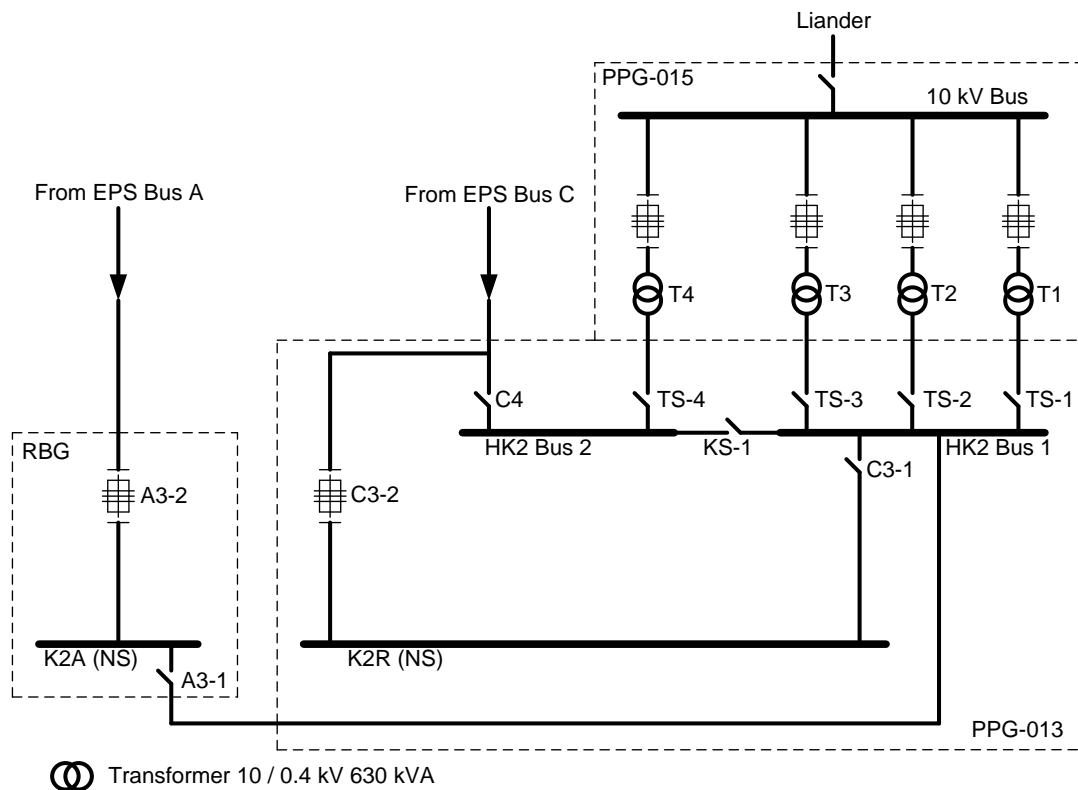 Liander
PPG-015
10 kV Bus
From EPS Bus A
From EPS Bus C
T4
T3
T2
T1
C4
TS-4
TS-3
TS-2
TS-1
HK2 Bus 2
KS-1
HK2 Bus 1
RBG
C3-1
A3-2
C3-2
K2A (NS)
K2R (NS)
A3-1
PPG-013
Transformer 10 / 0.4 kV 630 kVA